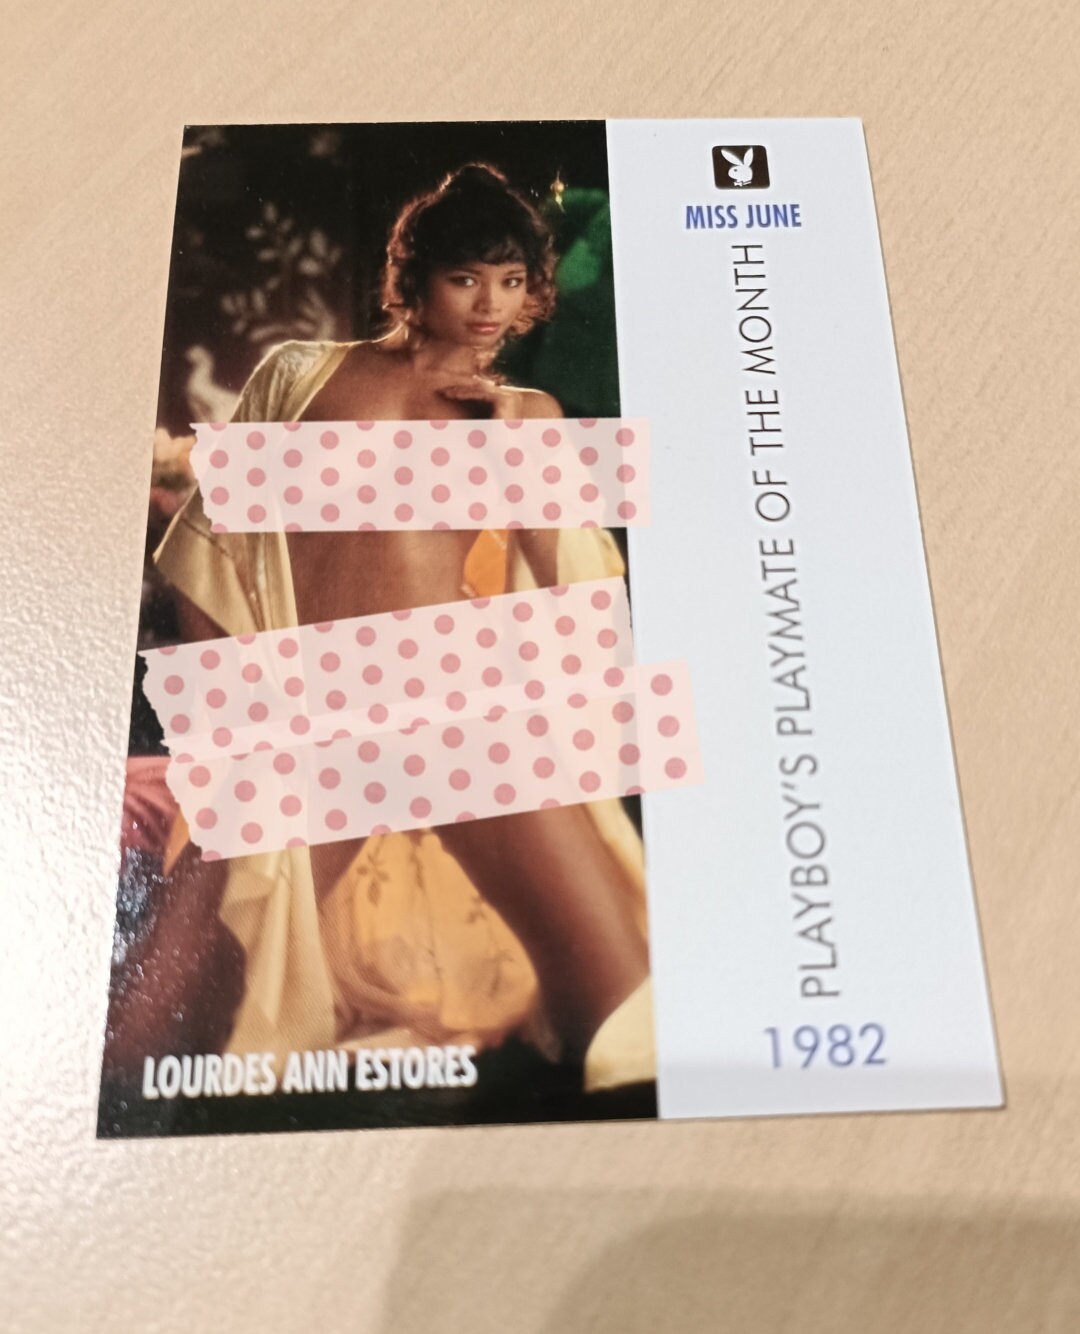 MISS JUNE
PLAYBOY'S PLAYMATE OF THE MONTH
1982
LOURDES ANN ESTORES